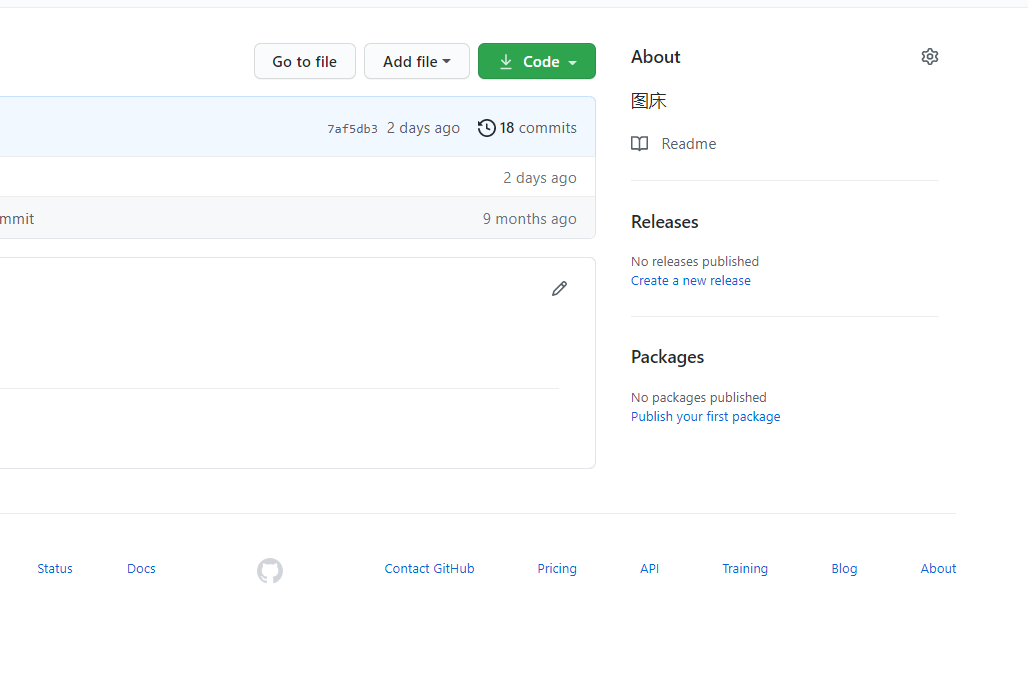 Go to file Add file Code
7af5db3 2 days ago 18 commits
2 days ago
mmit 9 months ago
About
图床
Readme
Releases
No releases published
Create a new release
Packages
No packages published
Publish your first package
Status Docs Contact GitHub Pricing API Training Blog About